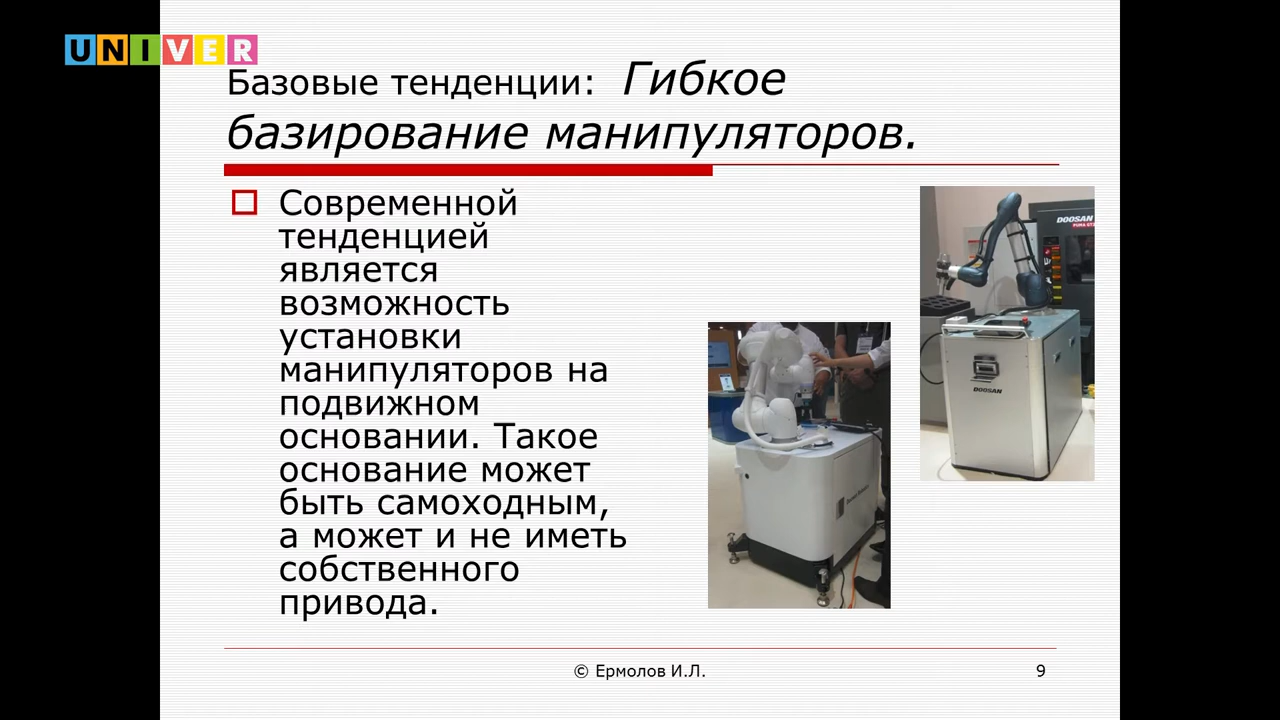 UNIVER
Базовые тенденции: Гибкое
базирование манипуляторов.
Современной
тенденцией
является
возможность
установки
манипуляторов на
подвижном
основании. Такое
основание может
быть самоходным,
а может и не иметь
собственного
привода.
DOOSAN
DOOSAN
© Ермолов И.Л.
9